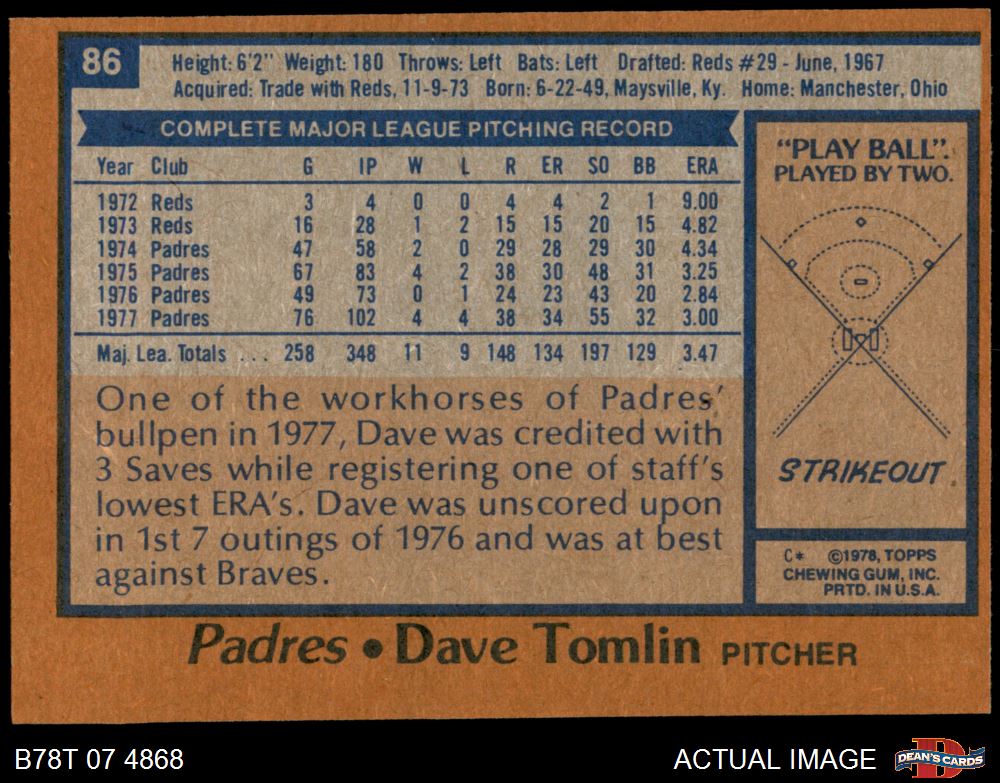 86
Height: 6'2" Weight: 180 Throws: Left Bats: Left Drafted: Reds #29 - June, 1967
Acquired: Trade with Reds, 11-9-73 Born: 6-22-49, Maysville, Ky. Home: Manchester, Ohio
COMPLETE MAJOR LEAGUE PITCHING RECORD
Year Club G IP W L R ER SO BB ERA
1972 Reds 3 4 0 0 4 4 2 1 9.00
1973 Reds 16 28 1 2 15 15 20 15 4.82
1974 Padres 47 58 2 0 29 28 29 30 4.34
1975 Padres 67 83 4 2 38 30 48 31 3.25
1976 Padres 49 73 0 1 24 23 43 20 2.84
1977 Padres 76 102 4 4 38 34 55 32 3.00
Maj. Lea. Totals ... 258 348 11 9 148 134 197 129 3.47
One of the workhorses of Padres'
bullpen in 1977, Dave was credited with
3 Saves while registering one of staff's
lowest ERA's. Dave was unscored upon
in 1st 7 outings of 1976 and was at best
against Braves.
"PLAY BALL".
PLAYED BY TWO.
STRIKEOUT
C* ©1978, TOPPS
CHEWING GUM, INC.
PRTD. IN U.S.A.
Padres • Dave Tomlin PITCHER
B78T 07 4868
ACTUAL IMAGE
D
DEAN'S CARDS